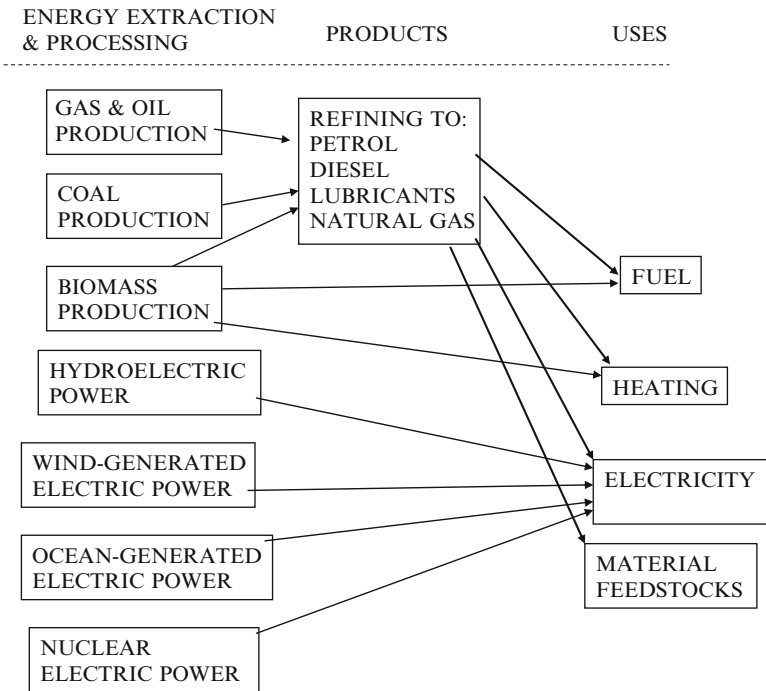 ENERGY EXTRACTION
& PROCESSING
PRODUCTS
USES
GAS & OIL
PRODUCTION
COAL
PRODUCTION
BIOMASS
PRODUCTION
HYDROELECTRIC
POWER
WIND-GENERATED
ELECTRIC POWER
OCEAN-GENERATED
ELECTRIC POWER
NUCLEAR
ELECTRIC POWER
REFINING TO:
PETROL
DIESEL
LUBRICANTS
NATURAL GAS
FUEL
HEATING
ELECTRICITY
MATERIAL
FEEDSTOCKS